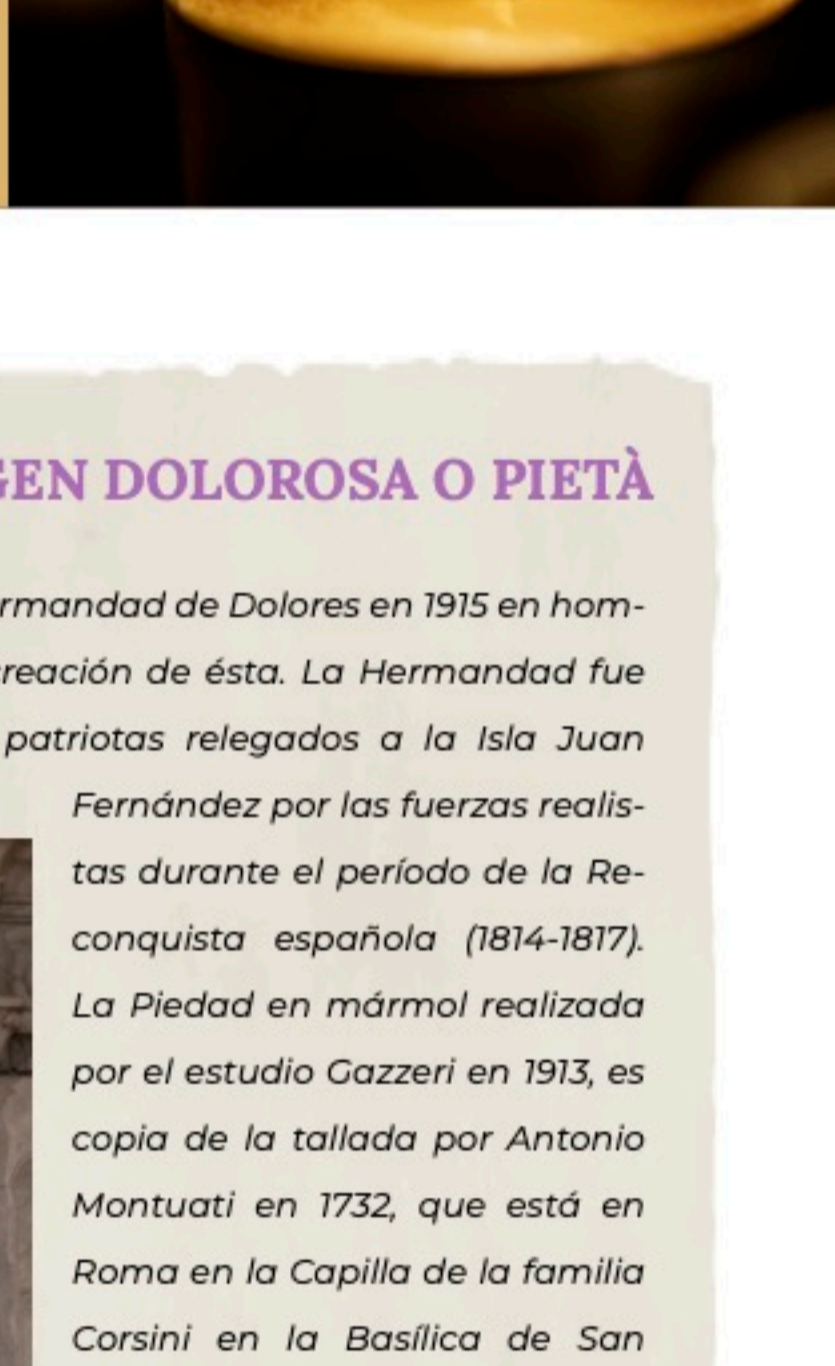 GEN DOLOROSA O PIETÀ
rmandad de Dolores en 1915 en hom-
creación de ésta. La Hermandad fue
patriotas relegados a la Isla Juan
Fernández por las fuerzas realis-
tas durante el período de la Re-
conquista española (1814-1817).
La Piedad en mármol realizada
por el estudio Gazzeri en 1913, es
copia de la tallada por Antonio
Montuati en 1732, que está en
Roma en la Capilla de la familia
Corsini en la Basílica de San